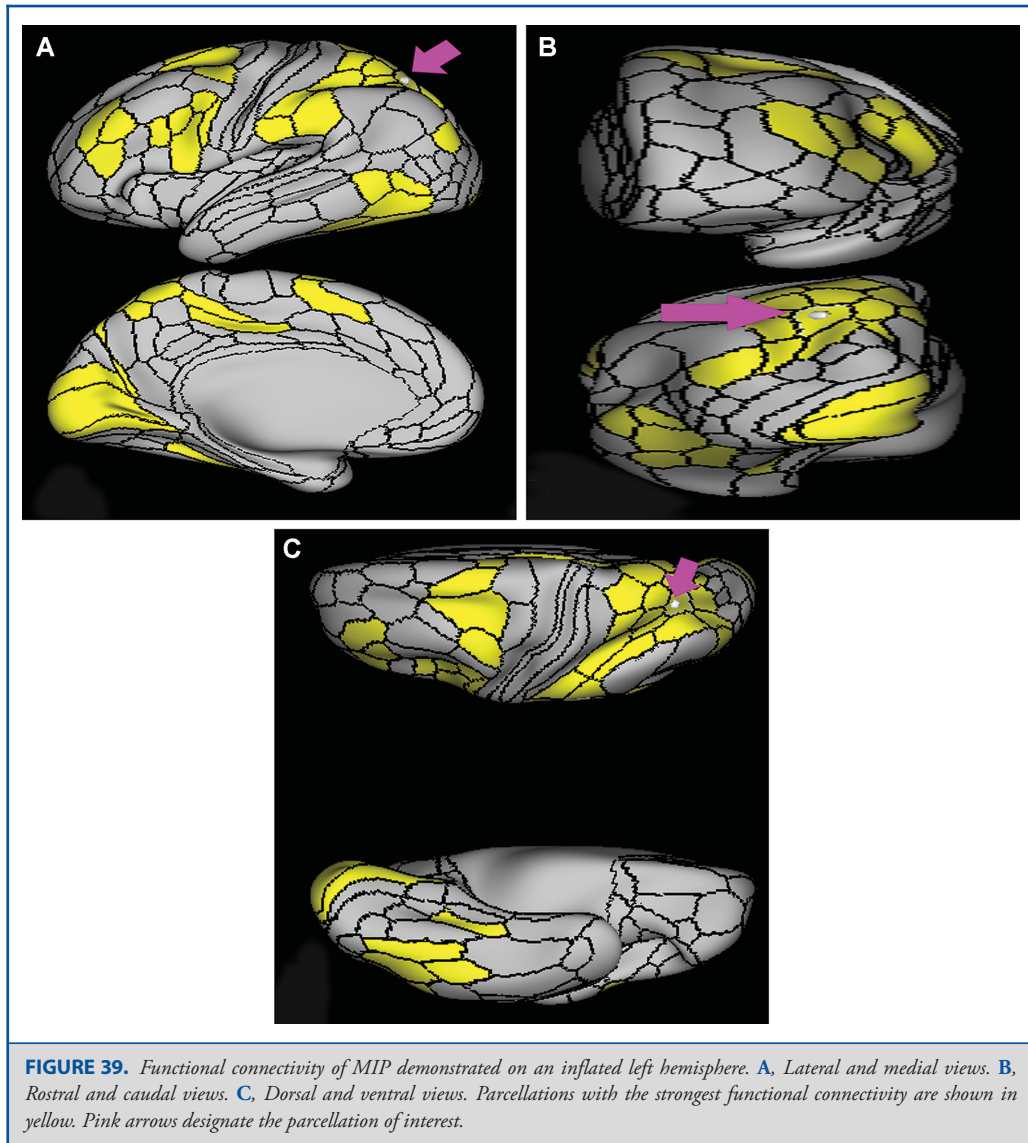 A
B
C
FIGURE 39. Functional connectivity of MIP demonstrated on an inflated left hemisphere. A, Lateral and medial views. B,
Rostral and caudal views. C, Dorsal and ventral views. Parcellations with the strongest functional connectivity are shown in
yellow. Pink arrows designate the parcellation of interest.